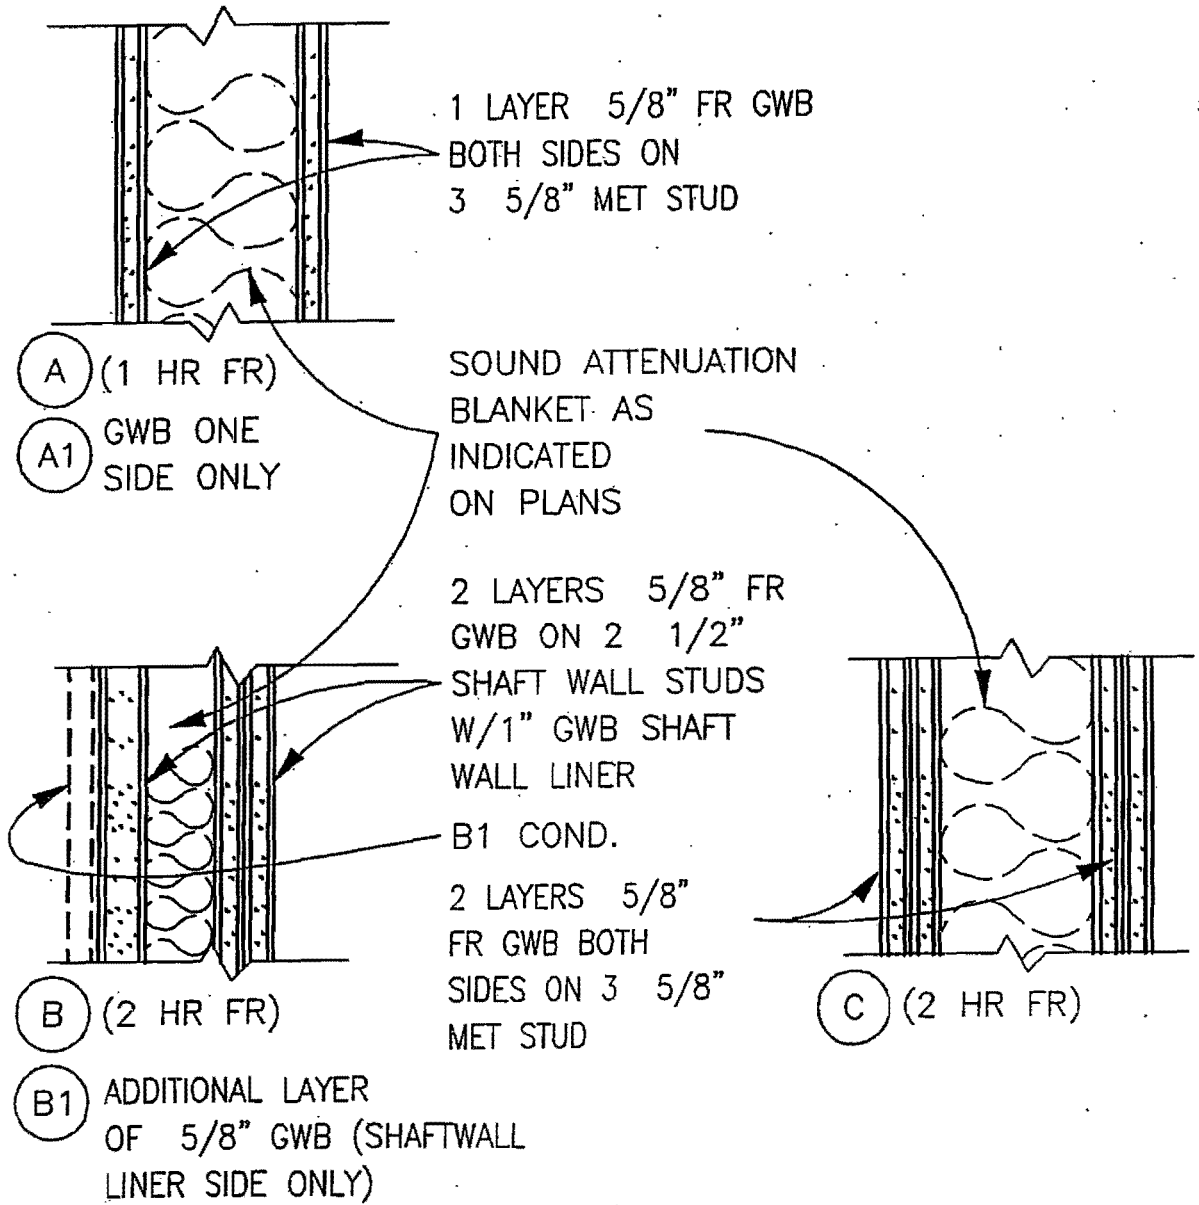 1 LAYER 5/8" FR GWB
BOTH SIDES ON
3 5/8" MET STUD
A (1 HR FR)
A1 GWB ONE
SIDE ONLY
SOUND ATTENUATION
BLANKET AS
INDICATED
ON PLANS
2 LAYERS 5/8" FR
GWB ON 2 1/2"
SHAFT WALL STUDS
W/1" GWB SHAFT
WALL LINER
B1 COND.
2 LAYERS 5/8"
FR GWB BOTH
SIDES ON 3 5/8"
MET STUD
B (2 HR FR)
B1 ADDITIONAL LAYER
OF 5/8" GWB (SHAFTWALL
LINER SIDE ONLY)
C (2 HR FR)